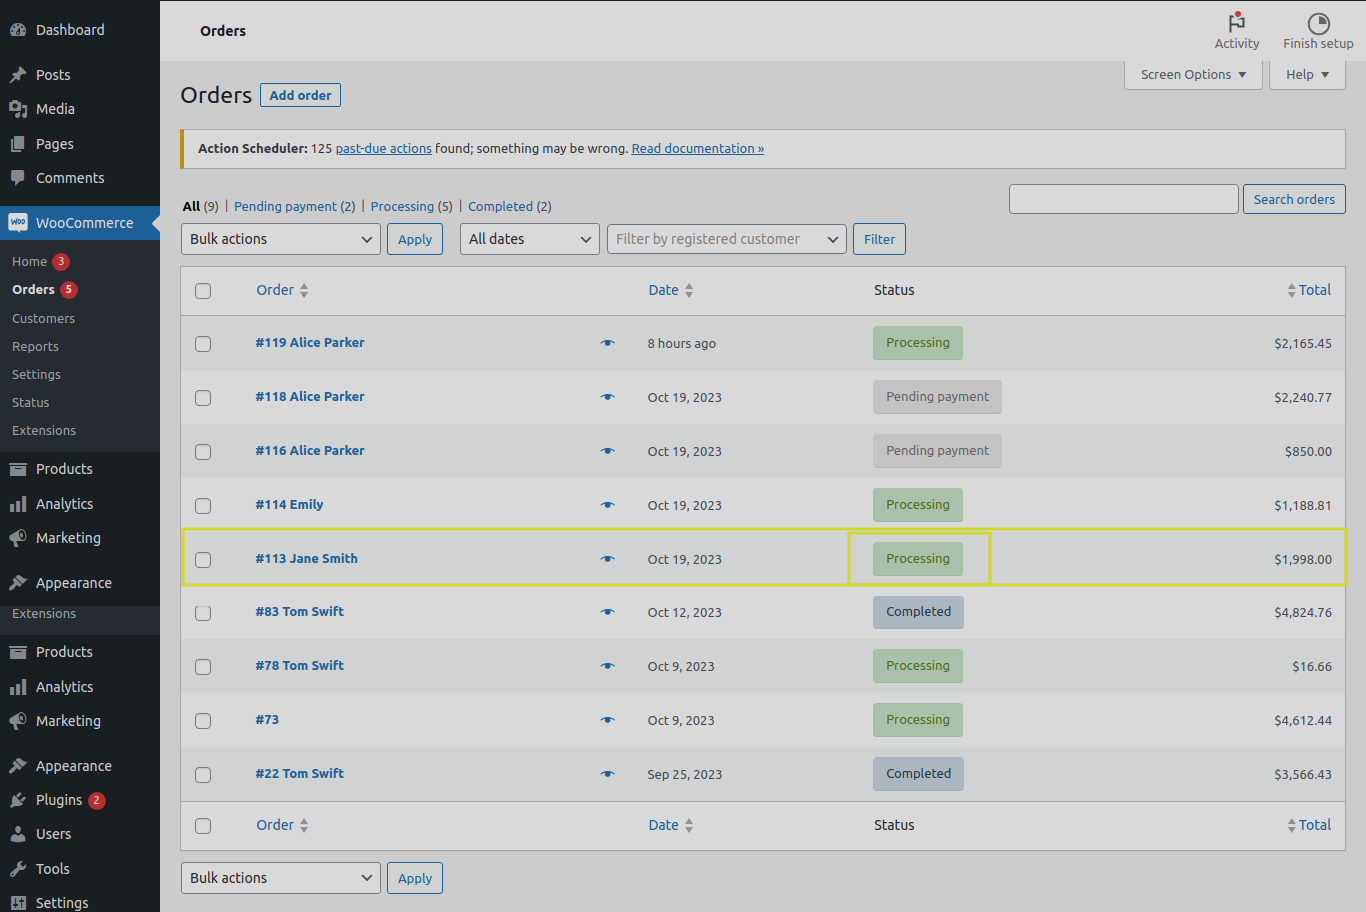 Dashboard
Posts
Media
Pages
Comments
WOO WooCommerce
Home 3
Orders 5
Customers
Reports
Settings
Status
Extensions
Products
Analytics
Marketing
Appearance
Extensions
Products
Analytics
Marketing
Appearance
Plugins 2
Users
Tools
Settings
Orders
Activity
Finish setup
Screen Options
Help
Orders Add order
Action Scheduler: 125 past-due actions found; something may be wrong. Read documentation »
All (9) | Pending payment (2) | Processing (5) | Completed (2)
Search orders
Bulk actions Apply All dates Filter by registered customer Filter
Order Date Status Total
#119 Alice Parker 8 hours ago Processing $2,165.45
#118 Alice Parker Oct 19, 2023 Pending payment $2,240.77
#116 Alice Parker Oct 19, 2023 Pending payment $850.00
#114 Emily Oct 19, 2023 Processing $1,188.81
#113 Jane Smith Oct 19, 2023 Processing $1,998.00
#83 Tom Swift Oct 12, 2023 Completed $4,824.76
#78 Tom Swift Oct 9, 2023 Processing $16.66
#73 Oct 9, 2023 Processing $4,612.44
#22 Tom Swift Sep 25, 2023 Completed $3,566.43
Order Date Status Total
Bulk actions Apply